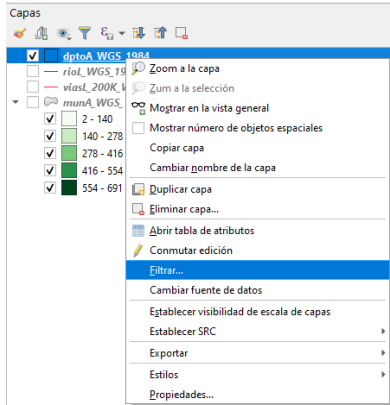 Capas
dptoA_WGS_1984
rioL_WGS_19
viasL_200K_
munA_WGS_
2 - 140
140 - 278
278 - 416
416 - 554
554 - 691
Zoom a la capa
Zum a la selección
Mostrar en la vista general
Mostrar número de objetos espaciales
Copiar capa
Cambiar nombre de la capa
Duplicar capa
Eliminar capa...
Abrir tabla de atributos
Conmutar edición
Filtrar...
Cambiar fuente de datos
Establecer visibilidad de escala de capas
Establecer SRC
Exportar
Estilos
Propiedades...